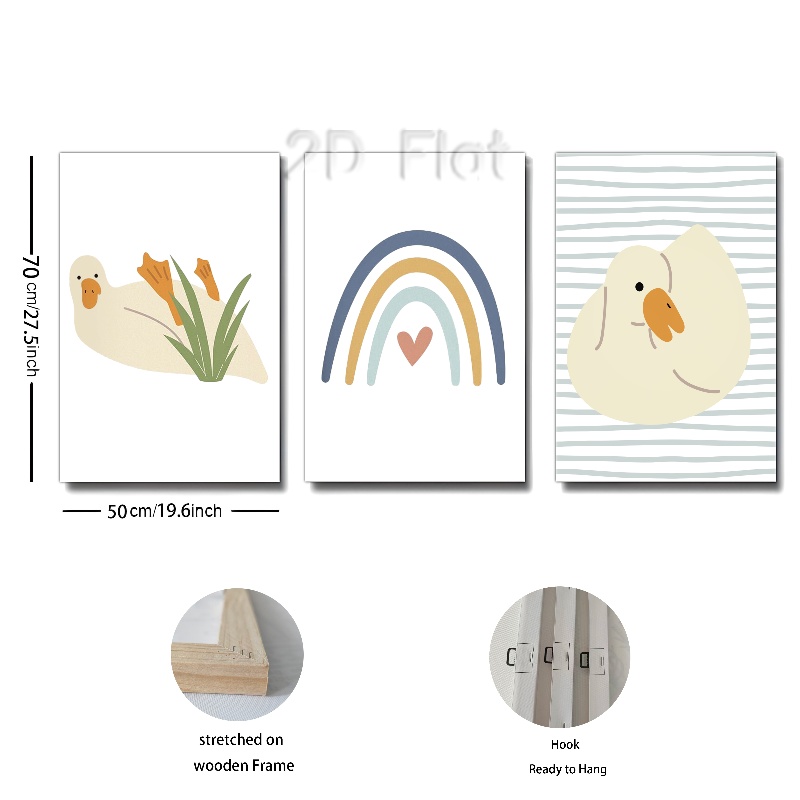 2D Flat
70 cm/27.5inch
50 cm/19.6inch
stretched on
wooden Frame
Hook
Ready to Hang